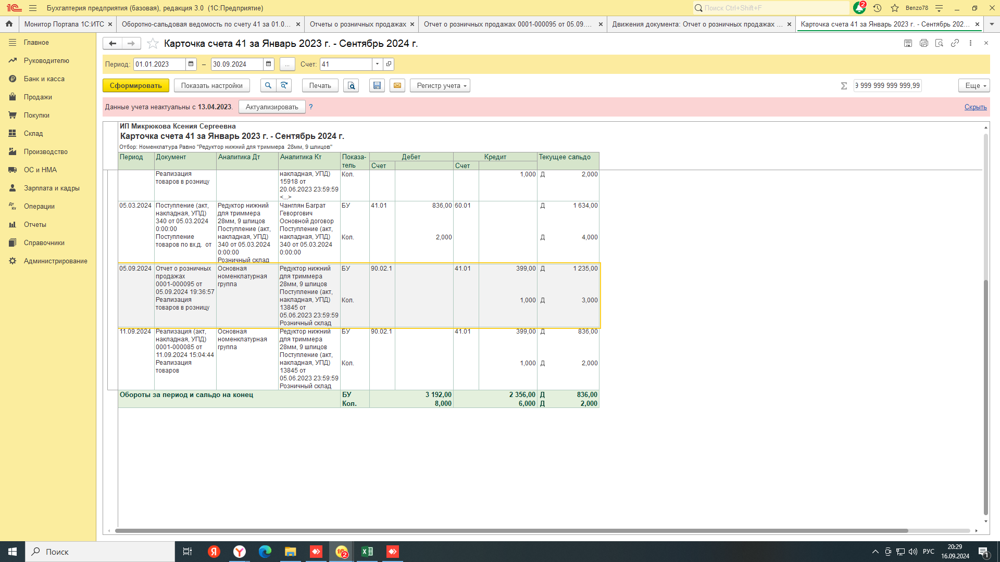 Бухгалтерия предприятия (базовая), редакция 3.0 (1С:Предприятие)
Поиск Ctrl+Shift+F
2
Benzo78
Монитор Портала 1С:ИТС
Оборотно-сальдовая ведомость по счету 41 за 01.0...
Отчеты о розничных продажах
Отчет о розничных продажах 0001-000095 от 05.09....
Движения документа: Отчет о розничных продажах ...
Карточка счета 41 за Январь 2023 г. - Сентябрь 202...
Главное
Руководителю
Банк и касса
Продажи
Покупки
Склад
Производство
ОС и НМА
Зарплата и кадры
Операции
Отчеты
Справочники
Администрирование
Карточка счета 41 за Январь 2023 г. - Сентябрь 2024 г.
Период: 01.01.2023 – 30.09.2024 ... Счет: 41
Сформировать
Показать настройки
Печать
Регистр учета
Σ
9 999 999 999 999,99
Еще
Данные учета неактуальны с 13.04.2023.
Актуализировать
?
Скрыть
ИП Микрюкова Ксения Сергеевна
Карточка счета 41 за Январь 2023 г. - Сентябрь 2024 г.
Отбор: Номенклатура Равно "Редуктор нижний для триммера 28мм, 9 шлицов"
Период Документ Аналитика Дт Аналитика Кт Показа- Дебет Кредит Текущее сальдо
тель Счет Счет
Реализация накладная, УПД) Кол. 1,000 Д 2,000
товаров в розницу 15918 от
20.06.2023 23:59:59
<...>
05.03.2024 Поступление (акт, Редуктор нижний Чанглян Баграт БУ 41.01 836,00 60.01 Д 1 634,00
накладная, УПД) для триммера Геворгович
340 от 05.03.2024 28мм, 9 шлицов Основной договор
0:00:00 Поступление (акт, Поступление (акт,
Поступление накладная, УПД) накладная, УПД) Кол. 2,000 Д 4,000
товаров по вх.д. от 340 от 05.03.2024 340 от 05.03.2024
0:00:00 0:00:00
Розничный склад
05.09.2024 Отчет о розничных Основная Редуктор нижний БУ 90.02.1 41.01 399,00 Д 1 235,00
продажах номенклатурная для триммера
0001-000095 от группа 28мм, 9 шлицов
05.09.2024 19:36:57 Поступление (акт,
Реализация накладная, УПД) Кол. 1,000 Д 3,000
товаров в розницу 13845 от
05.06.2023 23:59:59
Розничный склад
11.09.2024 Реализация (акт, Основная Редуктор нижний БУ 90.02.1 41.01 399,00 Д 836,00
накладная, УПД) номенклатурная для триммера
0001-000085 от группа 28мм, 9 шлицов
11.09.2024 15:04:44 Поступление (акт,
Реализация накладная, УПД) Кол. 1,000 Д 2,000
товаров 13845 от
05.06.2023 23:59:59
Розничный склад
Обороты за период и сальдо на конец БУ 3 192,00 2 356,00 Д 836,00
Кол. 8,000 6,000 Д 2,000
Поиск
2
РУС
20:29
16.09.2024
1